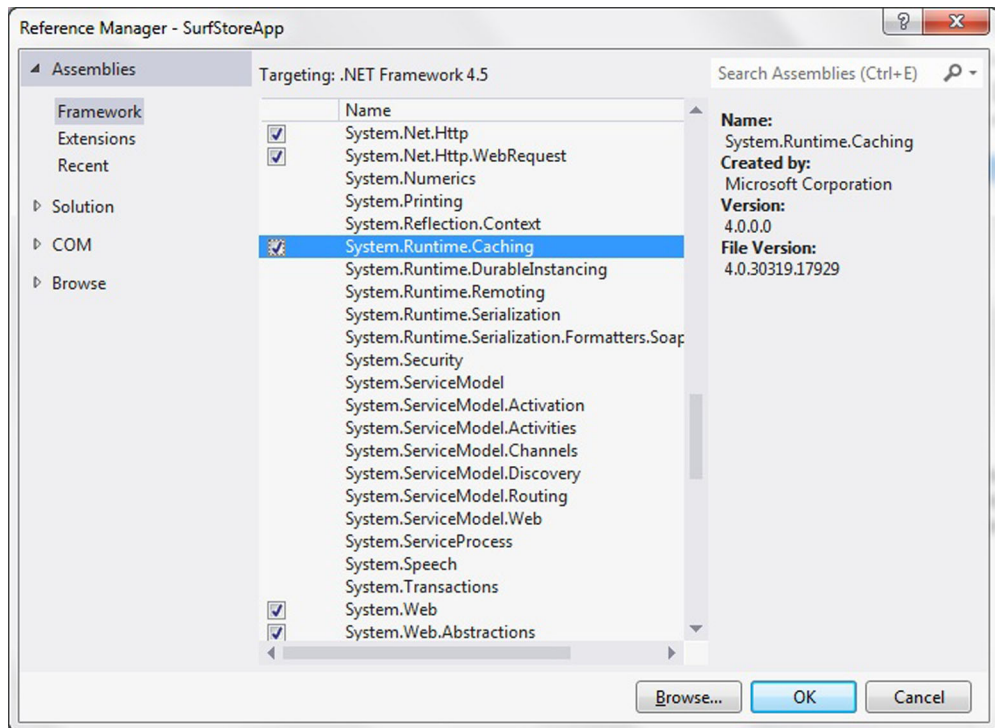 Reference Manager - SurfStoreApp
Assemblies
Framework
Extensions
Recent
Solution
COM
Browse
Targeting: .NET Framework 4.5
Name
System.Net.Http
System.Net.Http.WebRequest
System.Numerics
System.Printing
System.Reflection.Context
System.Runtime.Caching
System.Runtime.DurableInstancing
System.Runtime.Remoting
System.Runtime.Serialization
System.Runtime.Serialization.Formatters.Soap
System.Security
System.ServiceModel
System.ServiceModel.Activation
System.ServiceModel.Activities
System.ServiceModel.Channels
System.ServiceModel.Discovery
System.ServiceModel.Routing
System.ServiceModel.Web
System.ServiceProcess
System.Speech
System.Transactions
System.Web
System.Web.Abstractions
Search Assemblies (Ctrl+E)
Name:
System.Runtime.Caching
Created by:
Microsoft Corporation
Version:
4.0.0.0
File Version:
4.0.30319.17929
Browse...
OK
Cancel